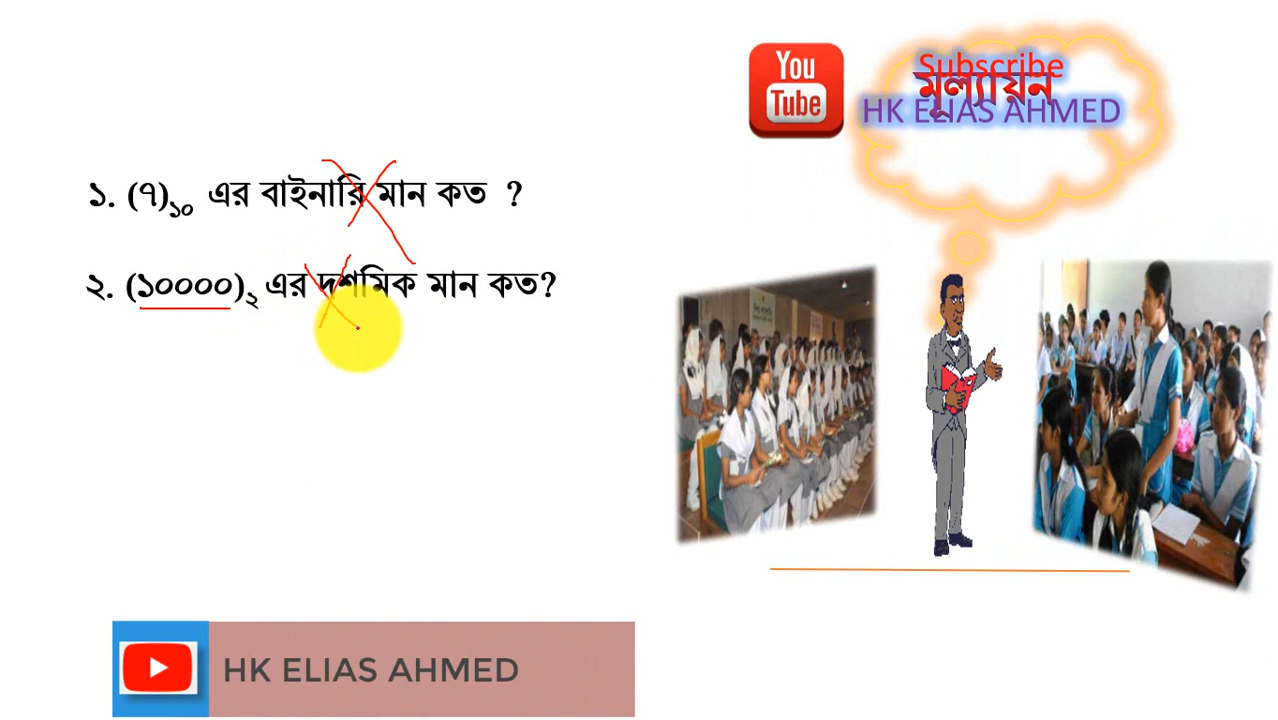 You
Tube
Subscribe
মূল্যায়ন
HK ELIAS AHMED
১. (৭)১০ এর বাইনারি মান কত ?
২. (১০০০০)২ এর দশমিক মান কত?
HK ELIAS AHMED